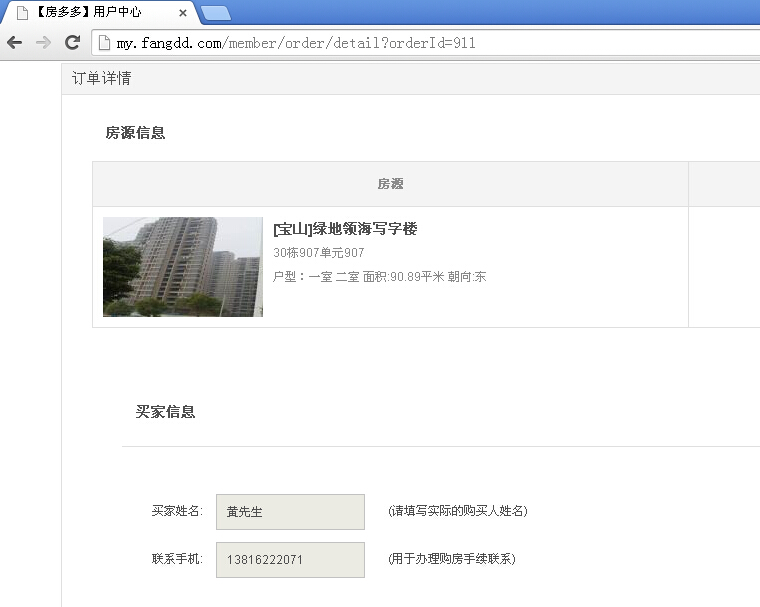 【房多多】用户中心
my.fangdd.com/member/order/detail?orderId=911
订单详情
房源信息
房源
[宝山]绿地领海写字楼
30栋907单元907
户型：一室 二室 面积:90.89平米 朝向:东
买家信息
买家姓名: 黄先生 (请填写实际的购买人姓名)
联系手机: 13816222071 (用于办理购房手续联系)